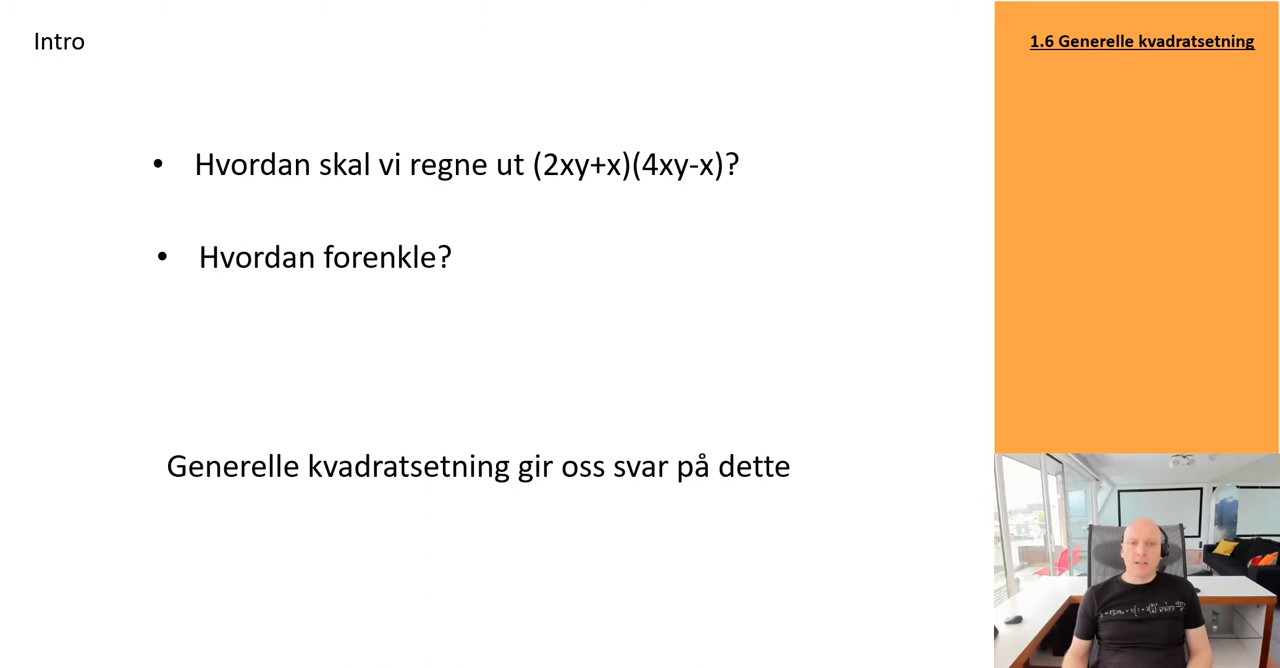 Intro
1.6 Generelle kvadratsetning
• Hvordan skal vi regne ut (2xy+x)(4xy-x)?
• Hvordan forenkle?
Generelle kvadratsetning gir oss svar på dette